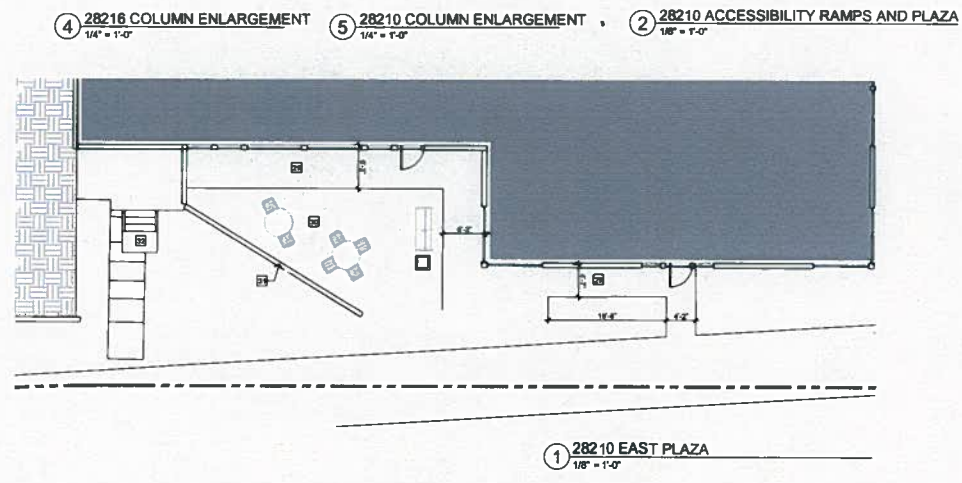 4 28216 COLUMN ENLARGEMENT
1/4" = 1'-0"
5 28210 COLUMN ENLARGEMENT
1/4" = 1'-0"
2 28210 ACCESSIBILITY RAMPS AND PLAZA
1/8" = 1'-0"
1 28210 EAST PLAZA
1/8" = 1'-0"